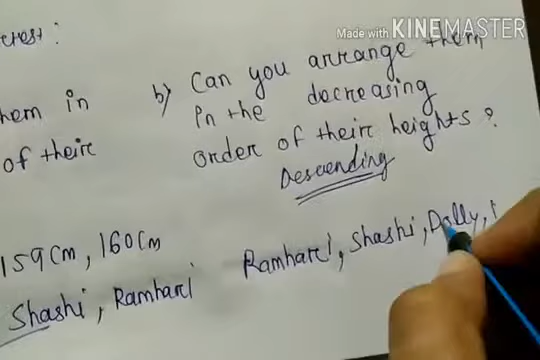 Made with KINEMASTER
erest:
hem in
of their
b) Can you arrange them
in the decreasing
order of their heights?
Descending
159 Cm, 160 Cm
Shashi, Ramhari
Ramhari, Shashi, Dolly,